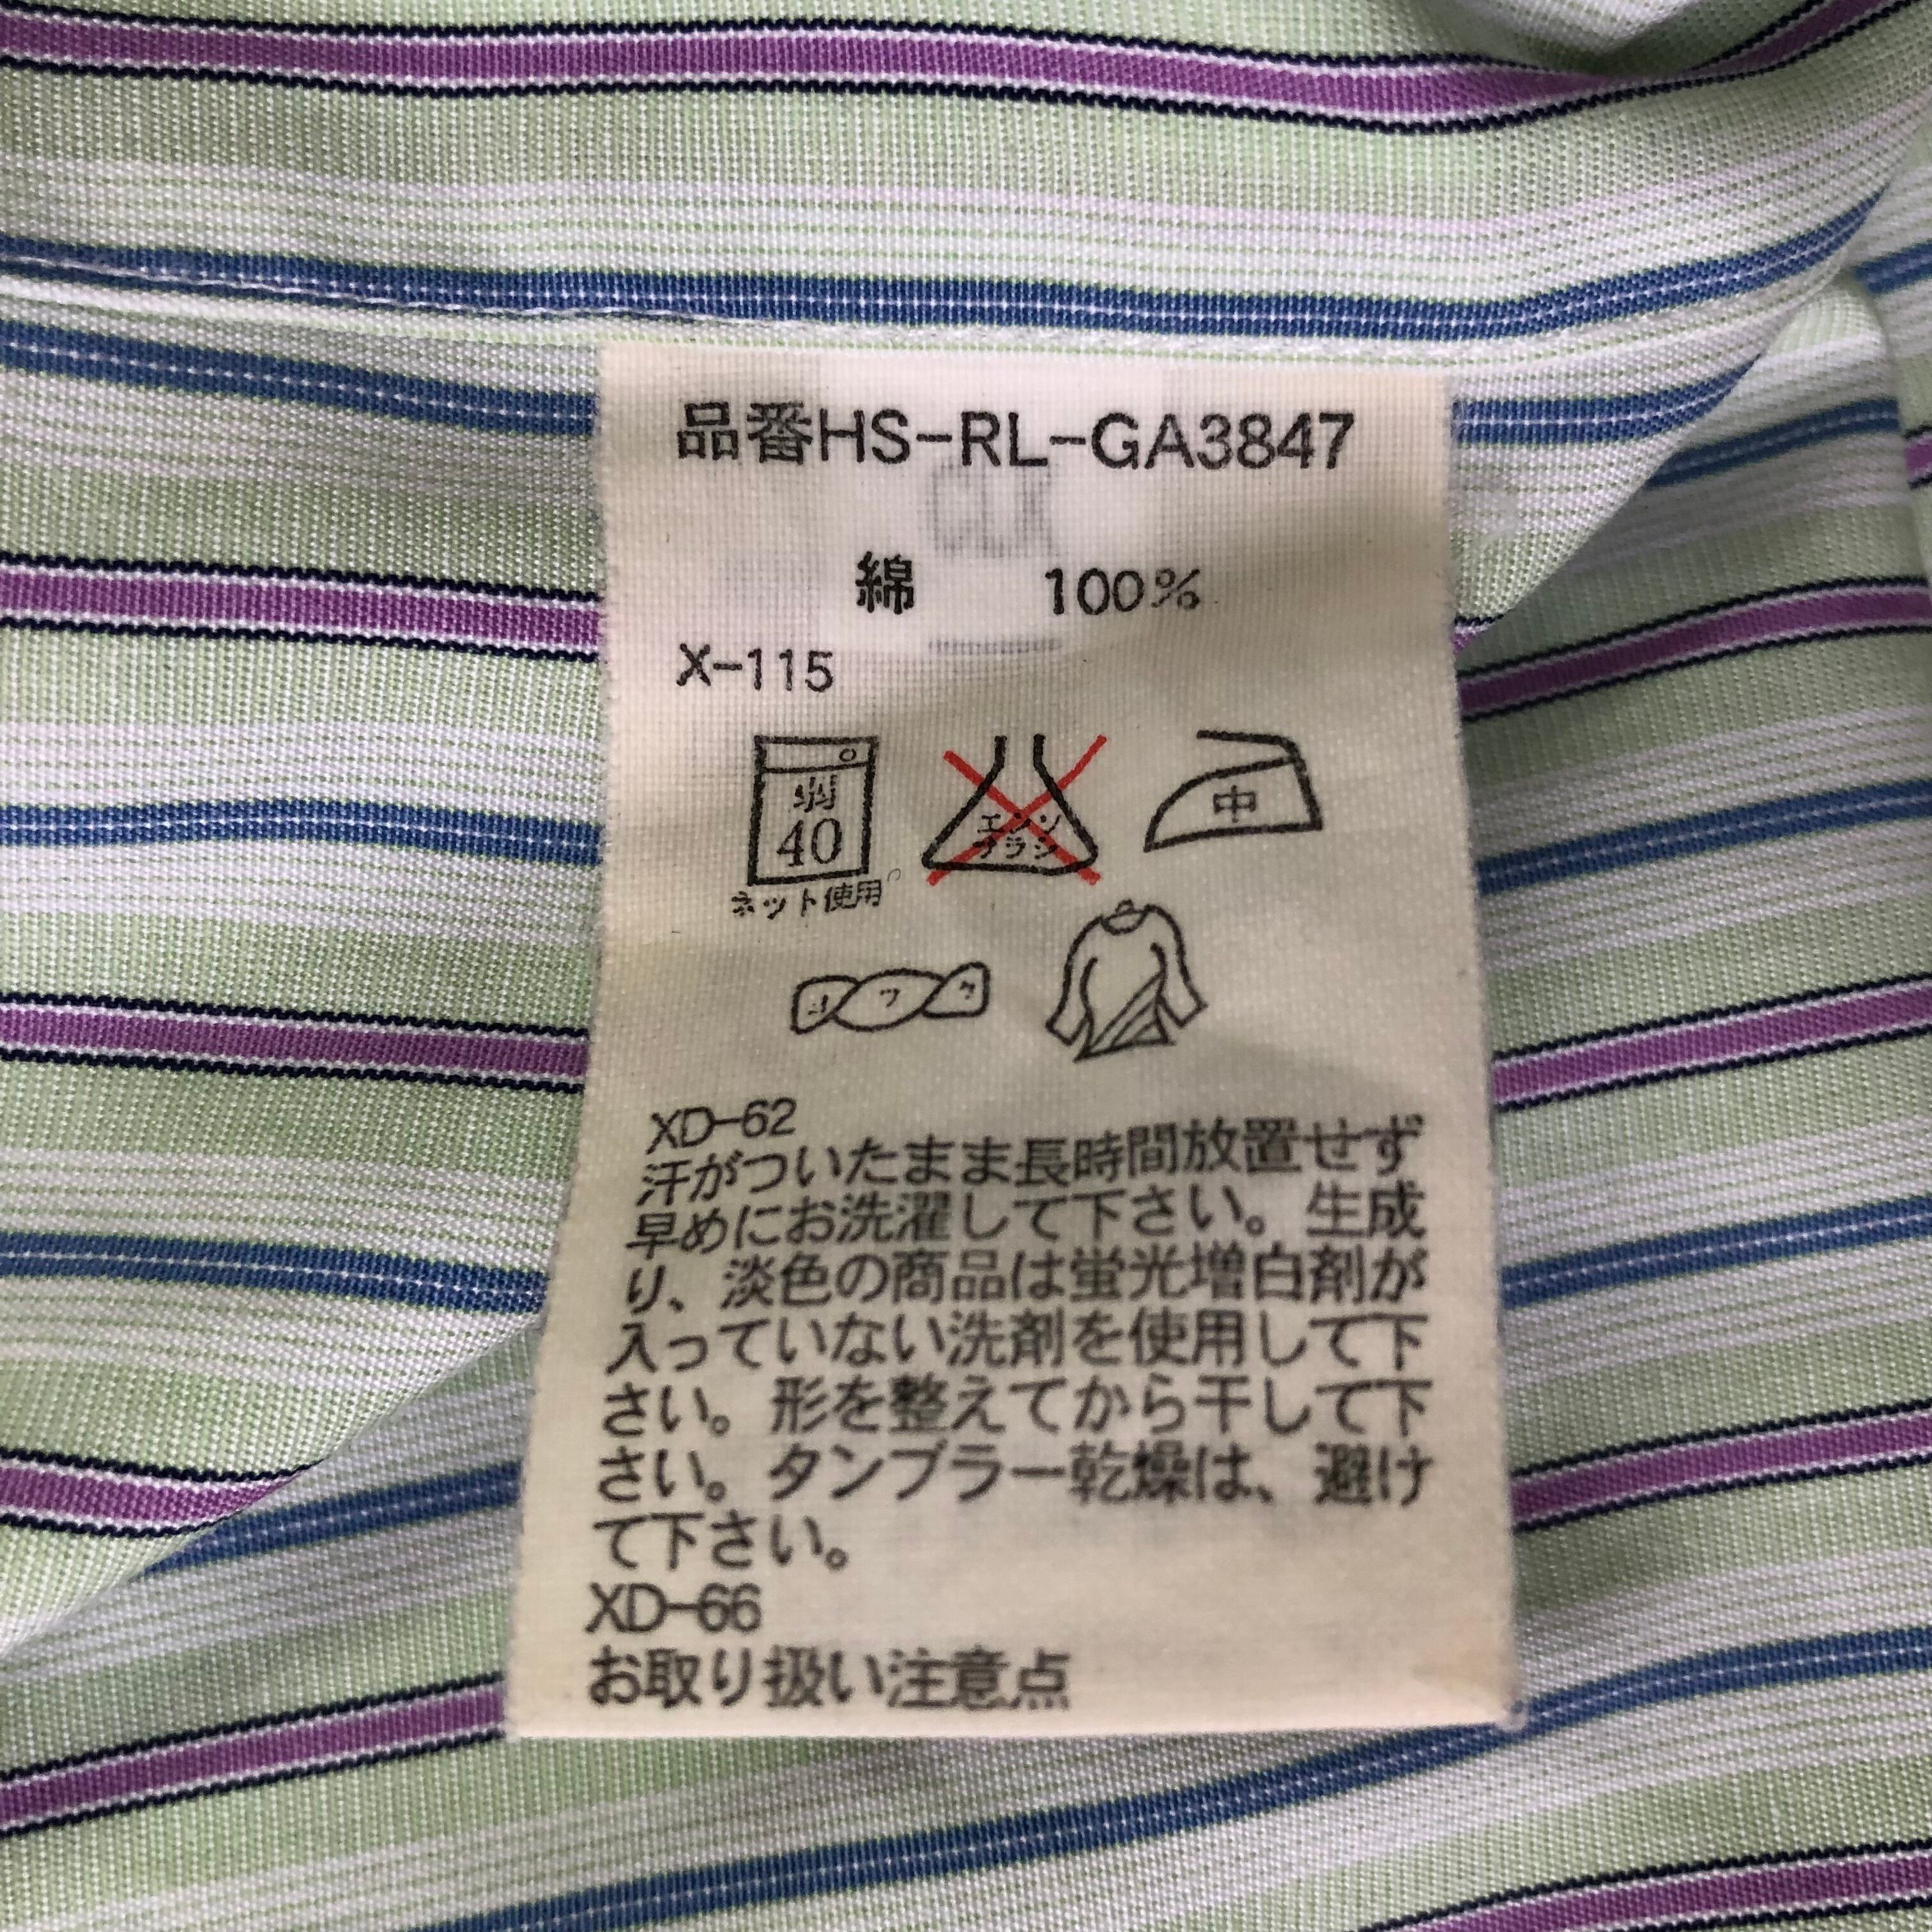 品番HS-RL-GA3847
綿 100%
X-115
弱
40
ネット使用
エンソ
ブラシ
中
XD-62
汗がついたまま長時間放置せず
早めにお洗濯して下さい。生成
り、淡色の商品は蛍光増白剤が
入っていない洗剤を使用して下
さい。形を整えてから干して下
さい。タンブラー乾燥は、避け
て下さい。
XD-66
お取り扱い注意点